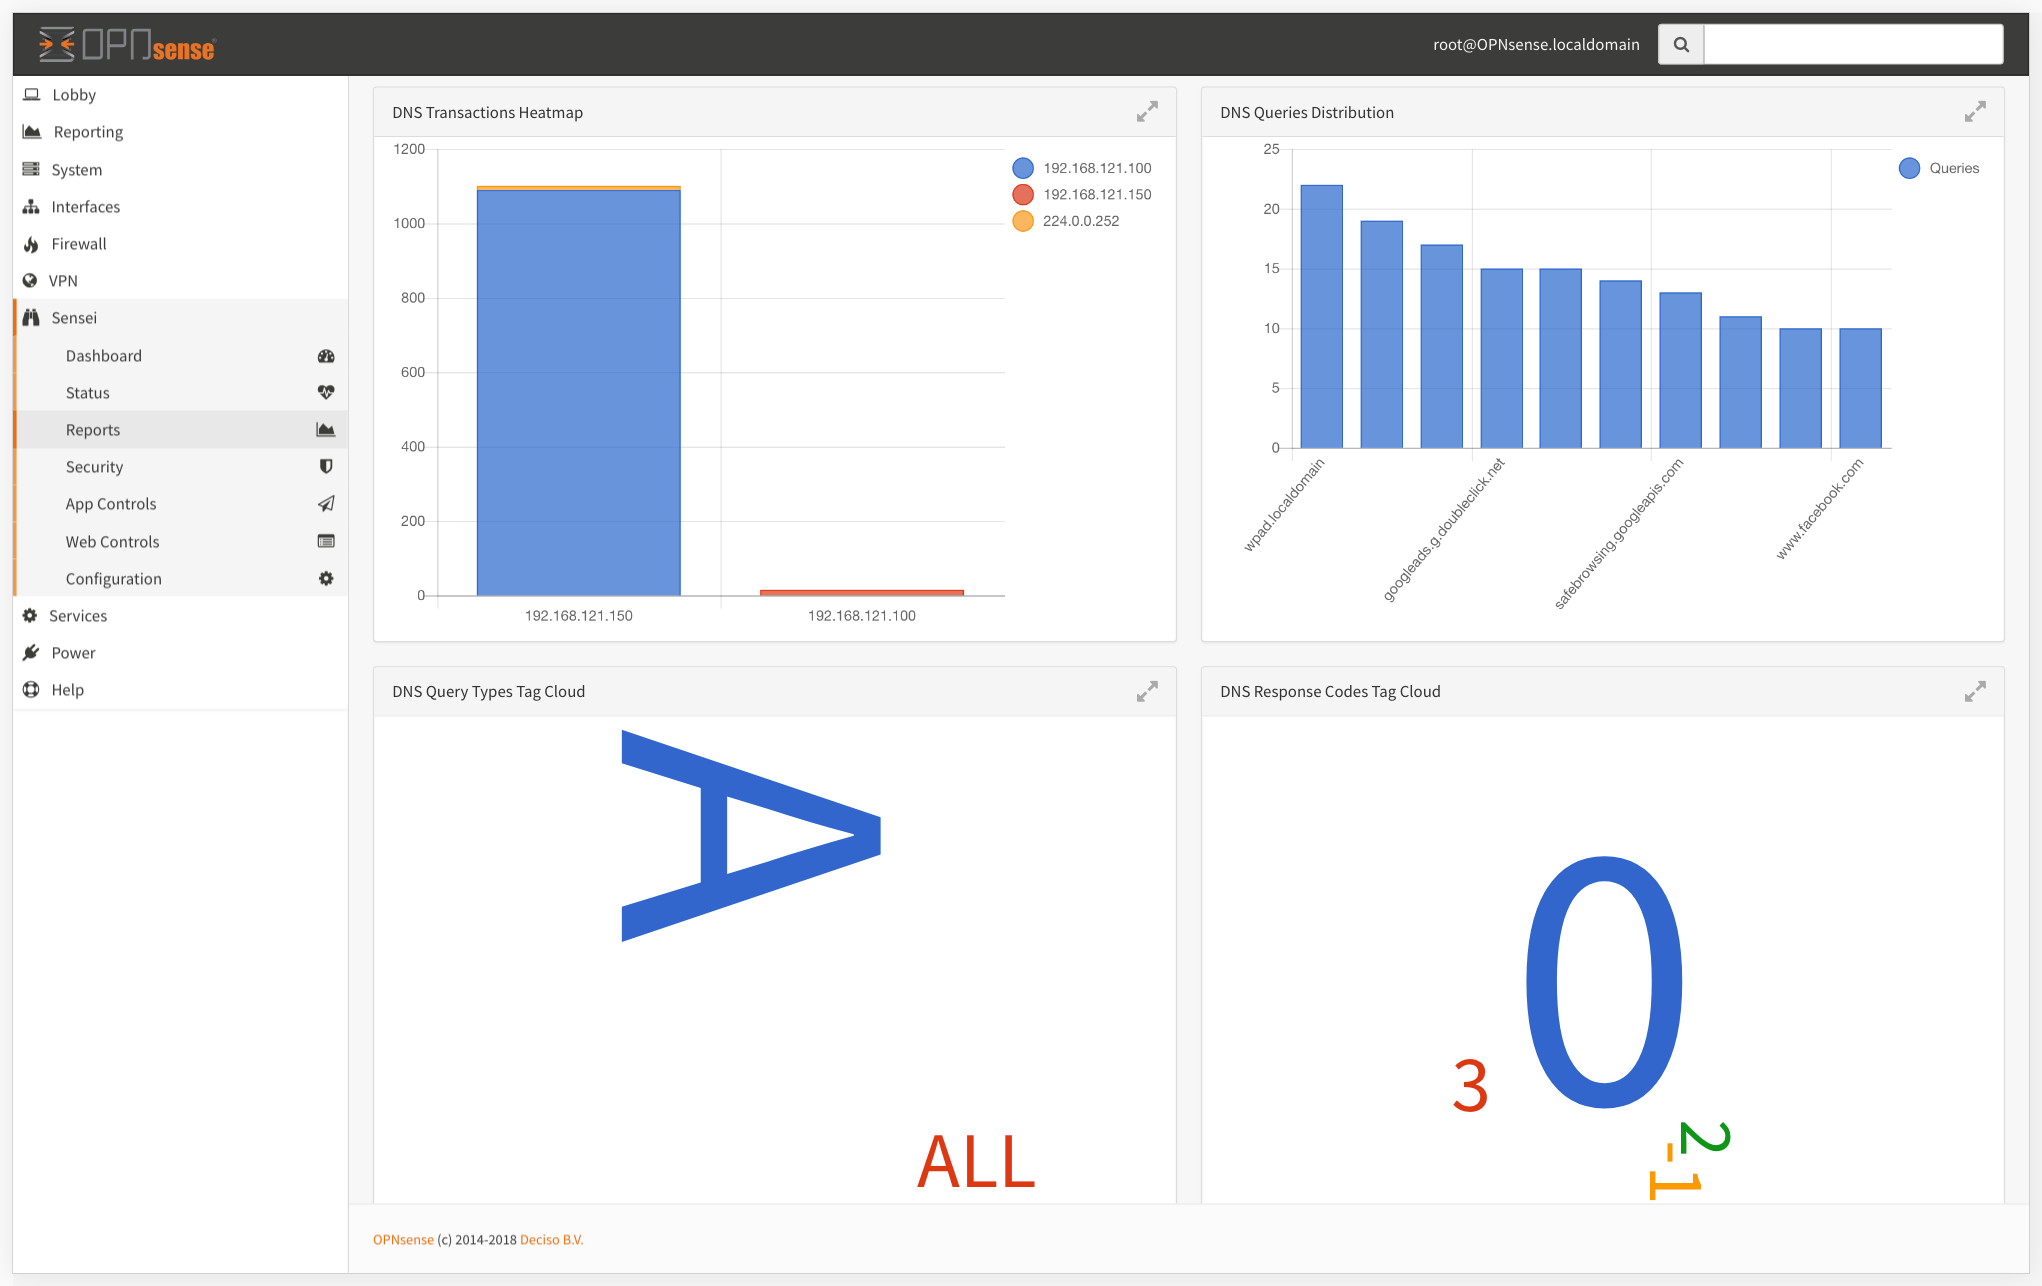 OPNsense
root@OPNsense.localdomain
Lobby
Reporting
System
Interfaces
Firewall
VPN
Sensei
Dashboard
Status
Reports
Security
App Controls
Web Controls
Configuration
Services
Power
Help
DNS Transactions Heatmap
1200
1000
800
600
400
200
0
192.168.121.150
192.168.121.100
192.168.121.100
192.168.121.150
224.0.0.252
DNS Queries Distribution
25
20
15
10
5
0
wpad.localdomain
googleads.g.doubleclick.net
safebrowsing.googleapis.com
www.facebook.com
Queries
DNS Query Types Tag Cloud
A
ALL
DNS Response Codes Tag Cloud
0
3
2
-1
OPNsense (c) 2014-2018 Deciso B.V.